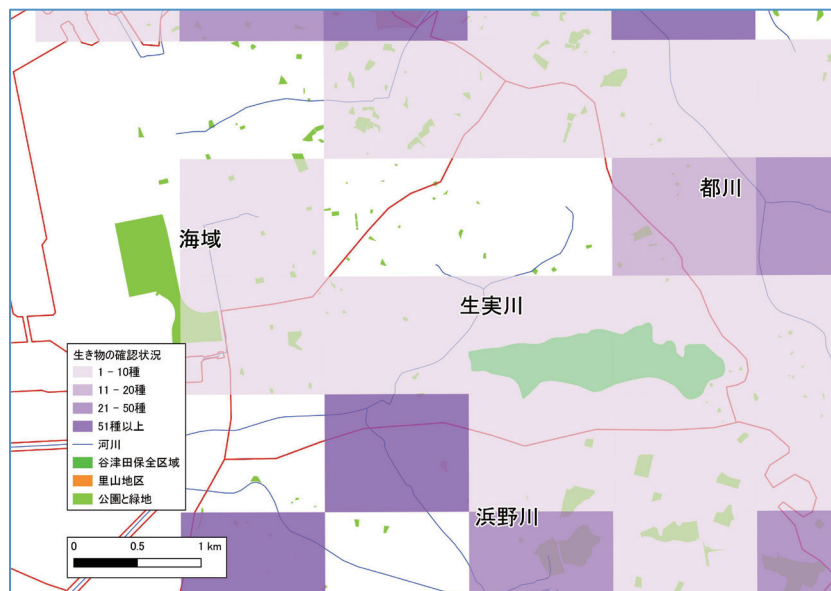 都川
海域
生実川
浜野川
生き物の確認状況
1 - 10種
11 - 20種
21 - 50種
51種以上
河川
谷津田保全区域
里山地区
公園と緑地
0 0.5 1 km